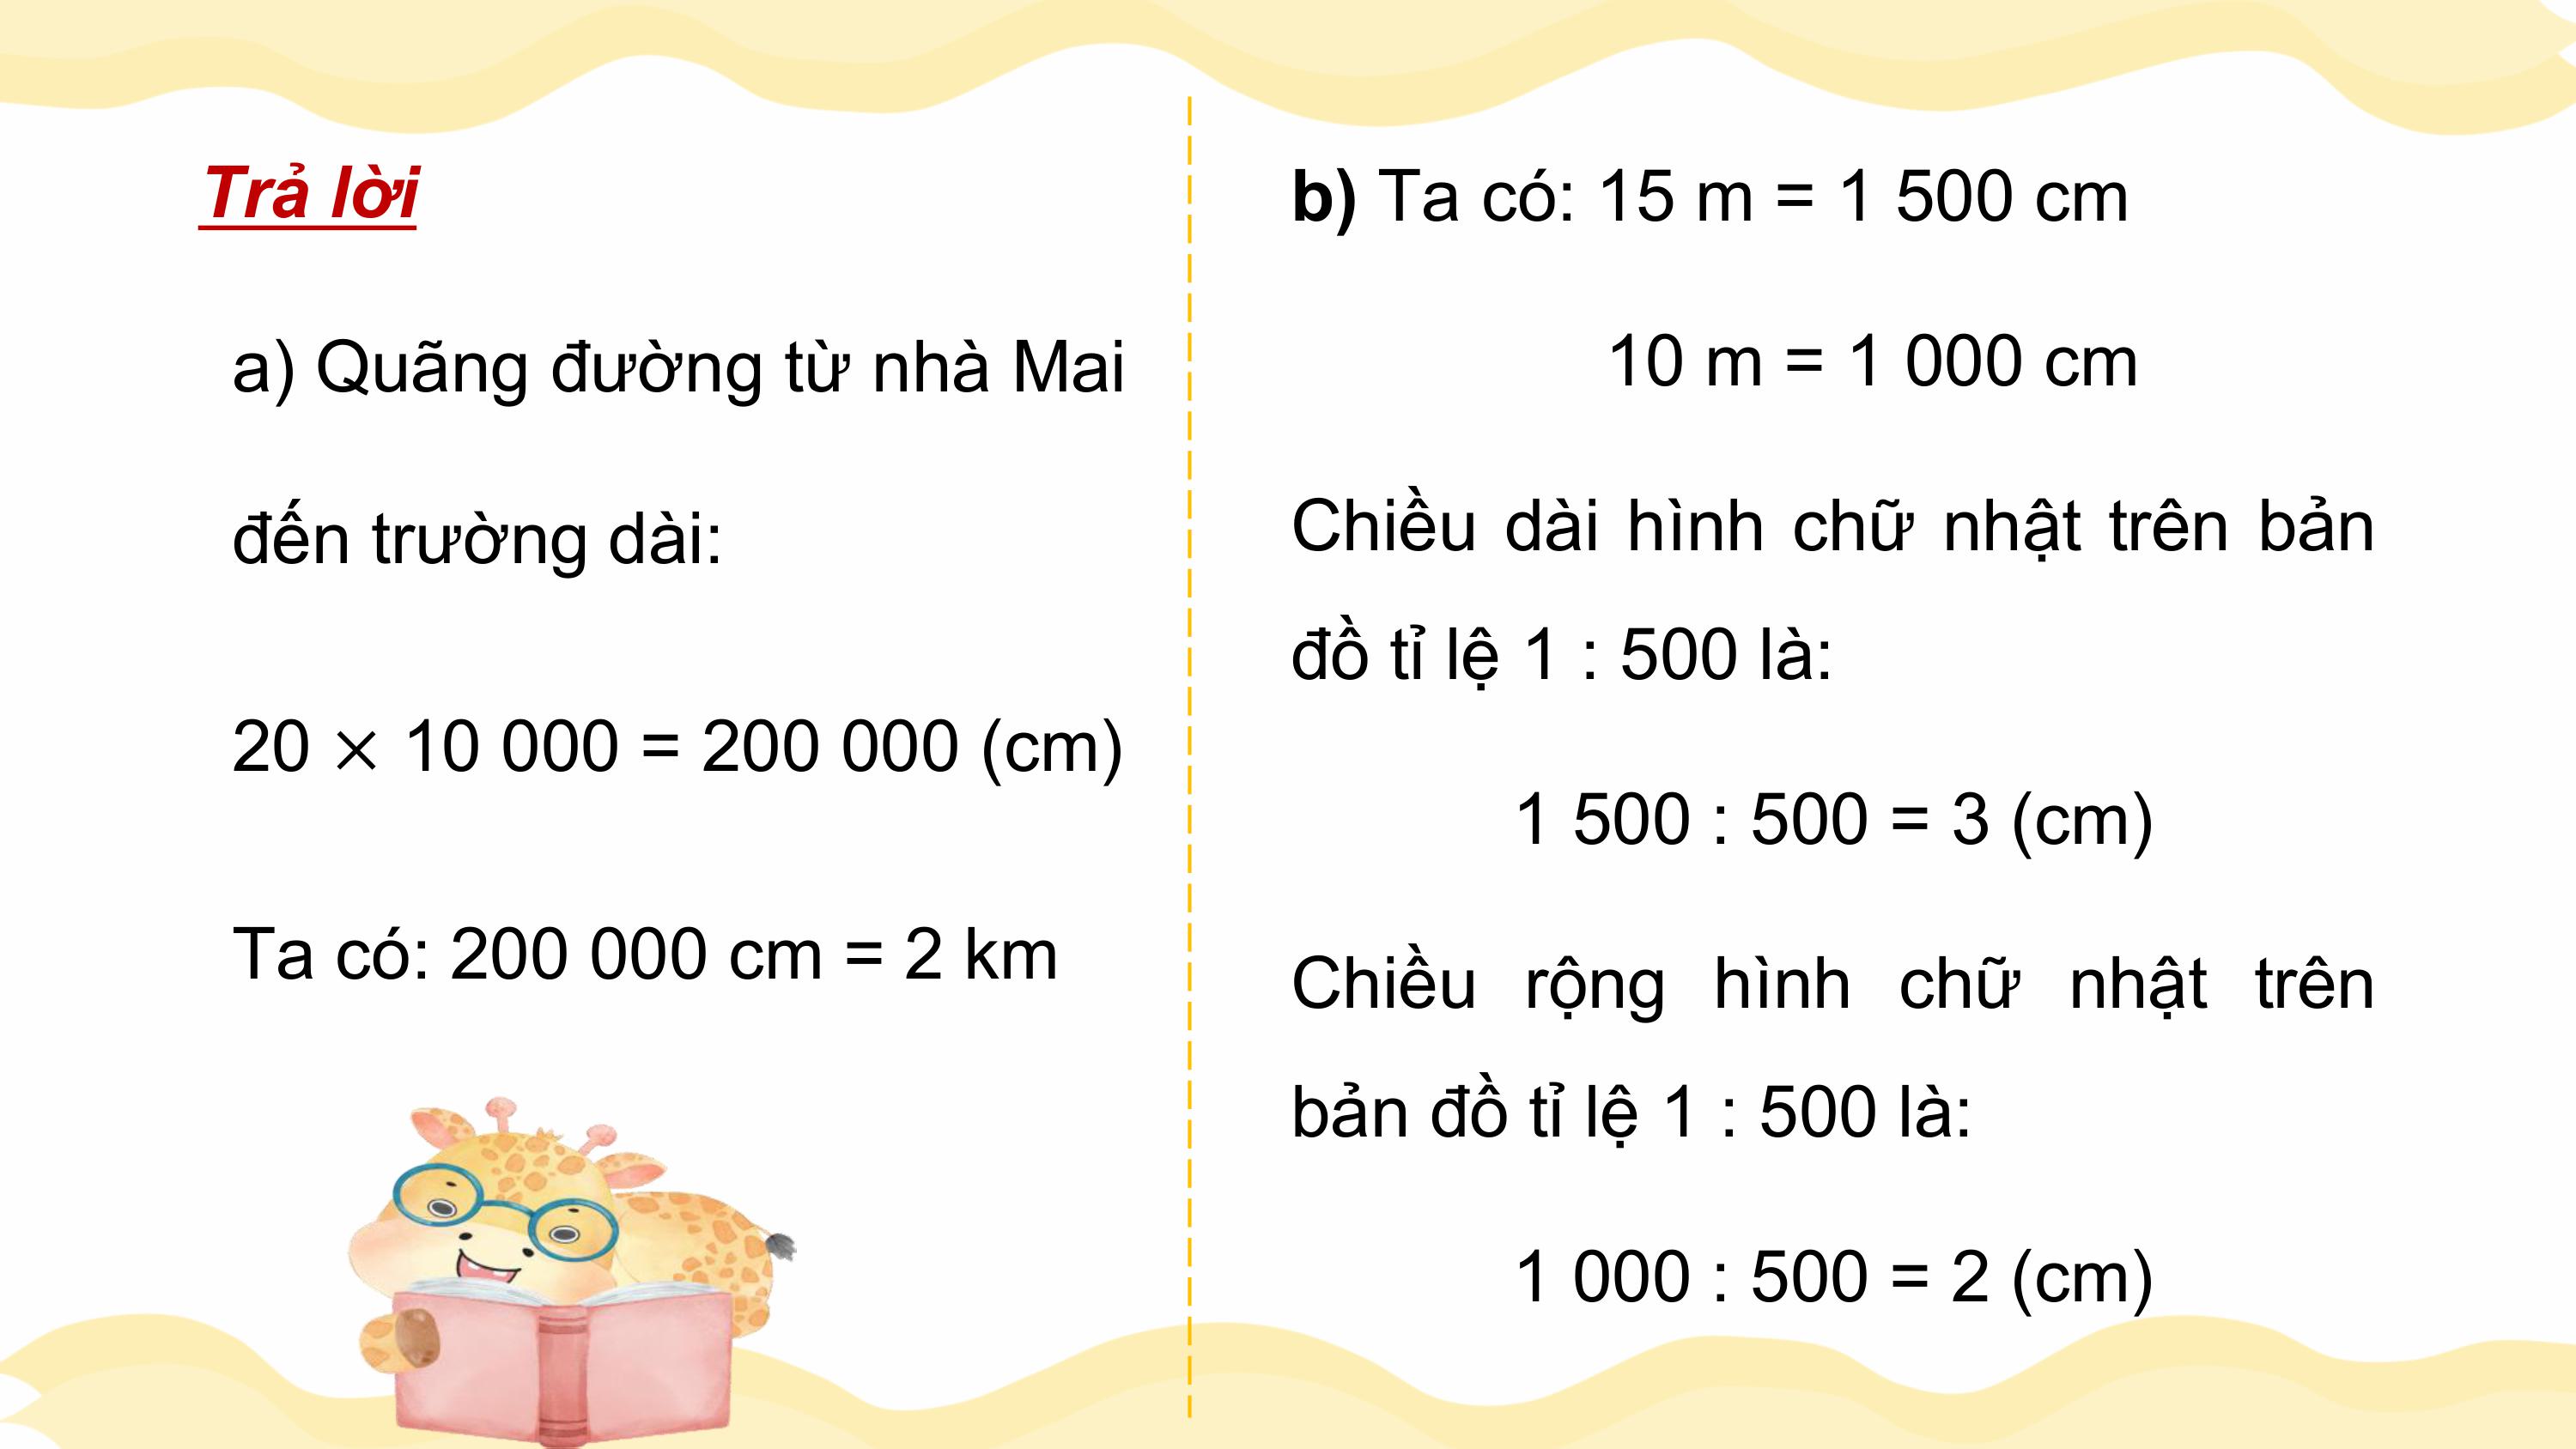 Trả lời
a) Quãng đường từ nhà Mai
đến trường dài:
20 × 10 000 = 200 000 (cm)
Ta có: 200 000 cm = 2 km
b) Ta có: 15 m = 1 500 cm
10 m = 1 000 cm
Chiều dài hình chữ nhật trên bản
đồ tỉ lệ 1 : 500 là:
1 500 : 500 = 3 (cm)
Chiều rộng hình chữ nhật trên
bản đồ tỉ lệ 1 : 500 là:
1 000 : 500 = 2 (cm)